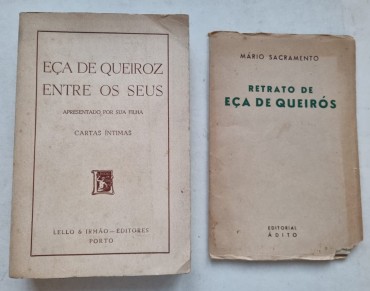 EÇA DE QUEIROZ
ENTRE OS SEUS
APRESENTADO POR SUA FILHA
CARTAS ÍNTIMAS
LELLO & IRMÃO — EDITORES
PORTO
MÁRIO SACRAMENTO
RETRATO DE
EÇA DE QUEIRÓS
EDITORIAL
ÁDITO